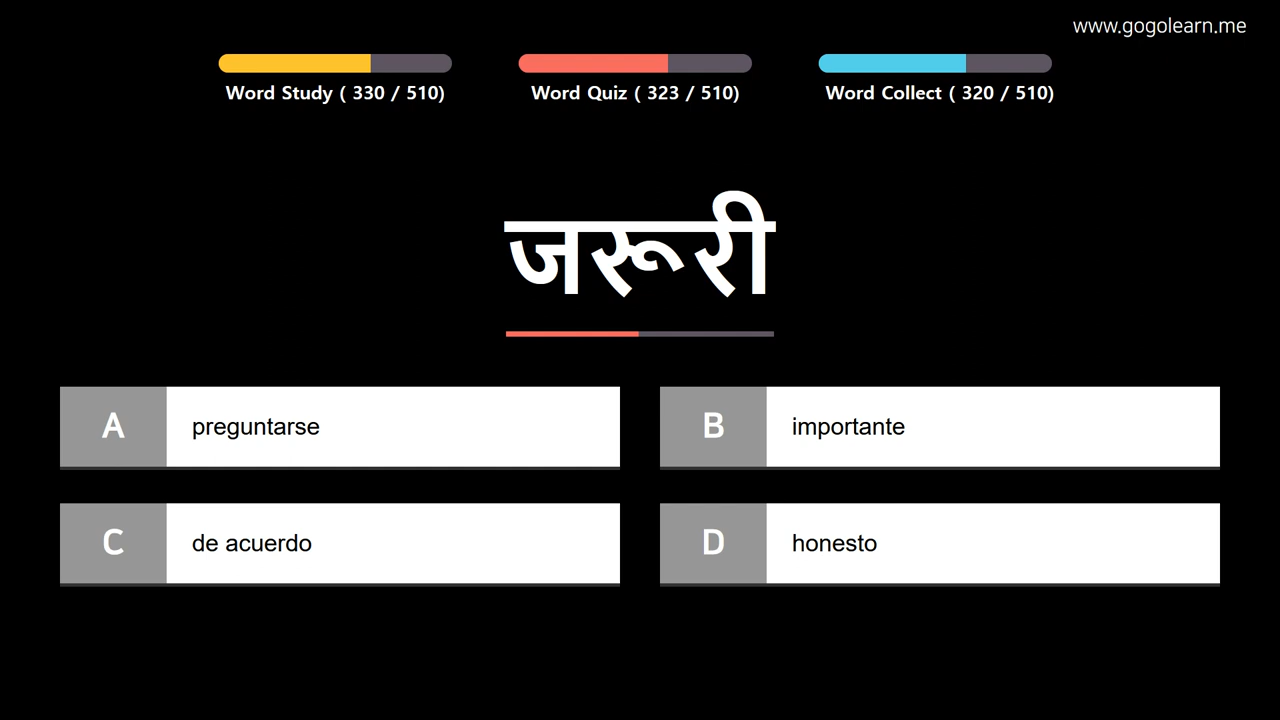 www.gogolearn.me
Word Study ( 330 / 510)
Word Quiz ( 323 / 510)
Word Collect ( 320 / 510)
जरूरी
A preguntarse
B importante
C de acuerdo
D honesto